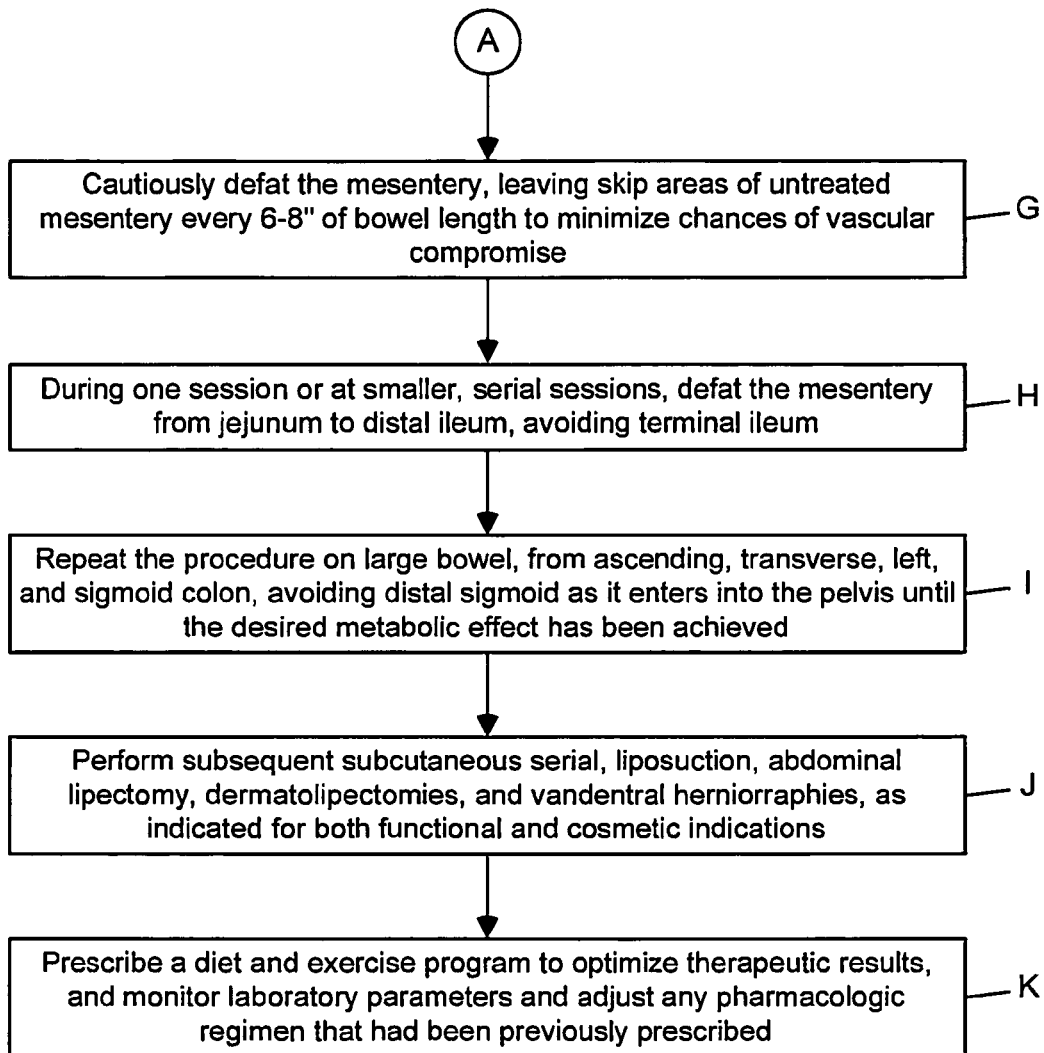 A
Cautiously defat the mesentery, leaving skip areas of untreated
mesentery every 6-8" of bowel length to minimize chances of vascular
compromise
G
During one session or at smaller, serial sessions, defat the mesentery
from jejunum to distal ileum, avoiding terminal ileum
H
Repeat the procedure on large bowel, from ascending, transverse, left,
and sigmoid colon, avoiding distal sigmoid as it enters into the pelvis until
the desired metabolic effect has been achieved
I
Perform subsequent subcutaneous serial, liposuction, abdominal
lipectomy, dermatolipectomies, and vandentral herniorraphies, as
indicated for both functional and cosmetic indications
J
Prescribe a diet and exercise program to optimize therapeutic results,
and monitor laboratory parameters and adjust any pharmacologic
regimen that had been previously prescribed
K